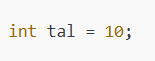 int tal = 10;